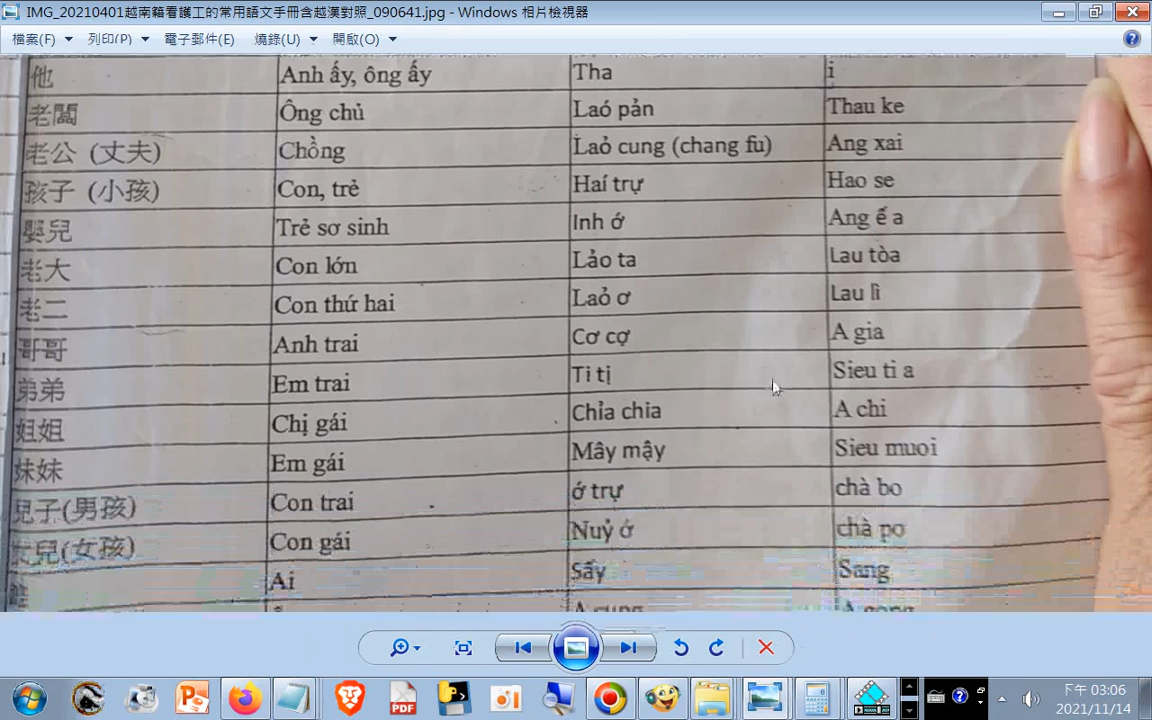 IMG_20210401越南籍看護工的常用語文手冊含越漢對照_090641.jpg - Windows 相片檢視器
檔案(F) 列印(P) 電子郵件(E) 燒錄(U) 開啟(O)
他 Anh ấy, ông ấy Tha i
老闆 Ông chủ Laó pản Thau ke
老公 (丈夫) Chồng Laỏ cung (chang fu) Ang xai
孩子 (小孩) Con, trẻ Haí trự Hao se
嬰兒 Trẻ sơ sinh Inh ớ Ang ế a
老大 Con lớn Lảo ta Lau tòa
老二 Con thứ hai Laỏ ơ Lau lì
哥哥 Anh trai Cơ cợ A gia
弟弟 Em trai Ti tị Sieu ti a
姐姐 Chị gái Chỉa chia A chi
妹妹 Em gái Mây mậy Sieu muoi
兒子(男孩) Con trai ớ trự chà bo
女兒(女孩) Con gái Nuỷ ớ chà po
Ai Sấy Sang
A cung A gong
PDF
下午 03:06
2021/11/14